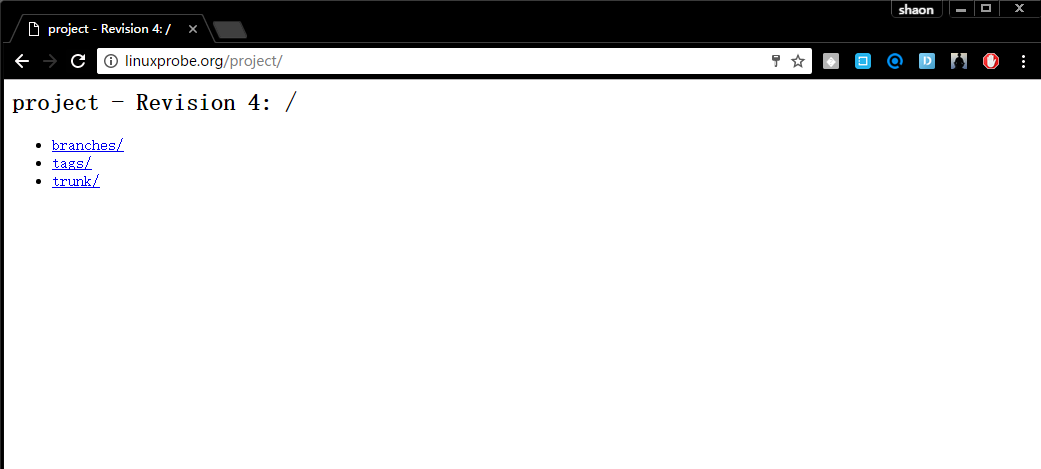 shaon
project - Revision 4: /
linuxprobe.org/project/
project - Revision 4: /
branches/
tags/
trunk/